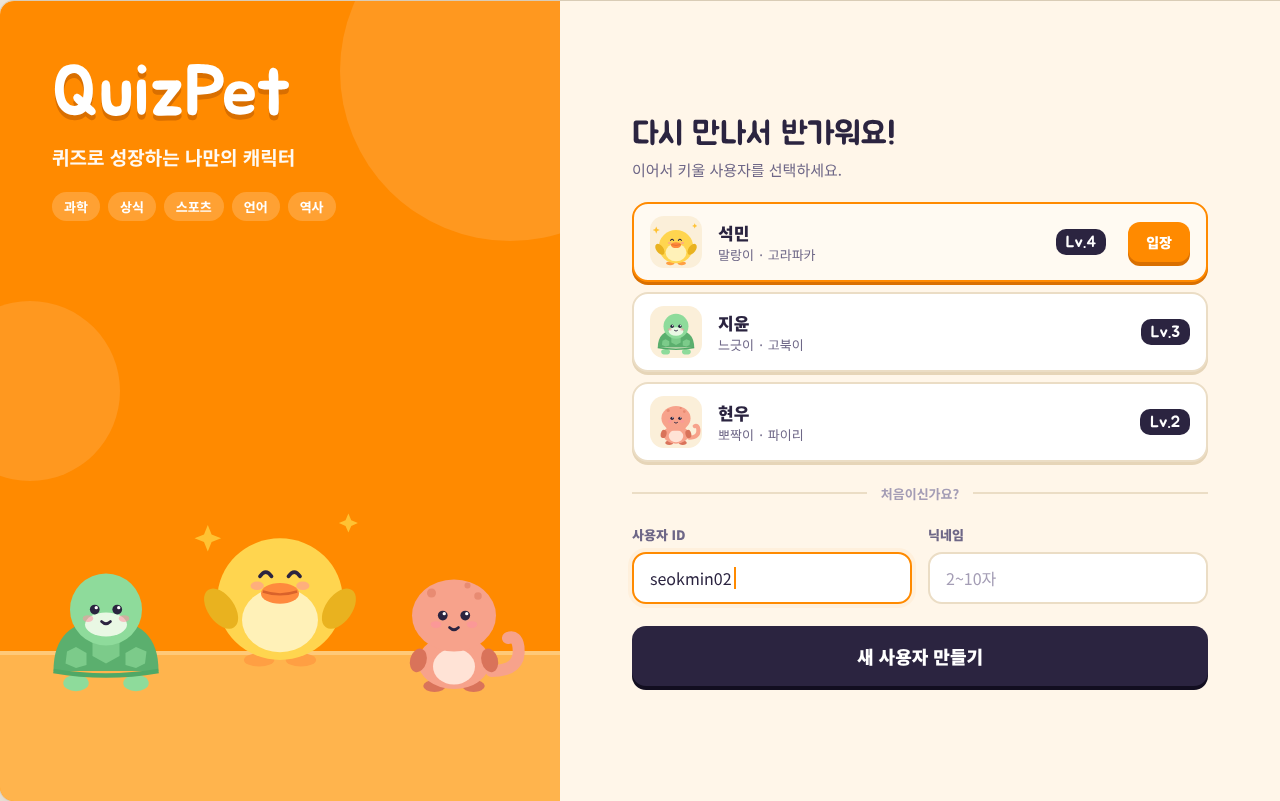 QuizPet
퀴즈로 성장하는 나만의 캐릭터
과학 상식 스포츠 언어 역사
다시 만나서 반가워요!
이어서 키울 사용자를 선택하세요.
석민
말랑이 · 고라파카
Lv.4
입장
지윤
느긋이 · 고북이
Lv.3
현우
뽀짝이 · 파이리
Lv.2
처음이신가요?
사용자 ID
seokmin02
닉네임
2~10자
새 사용자 만들기